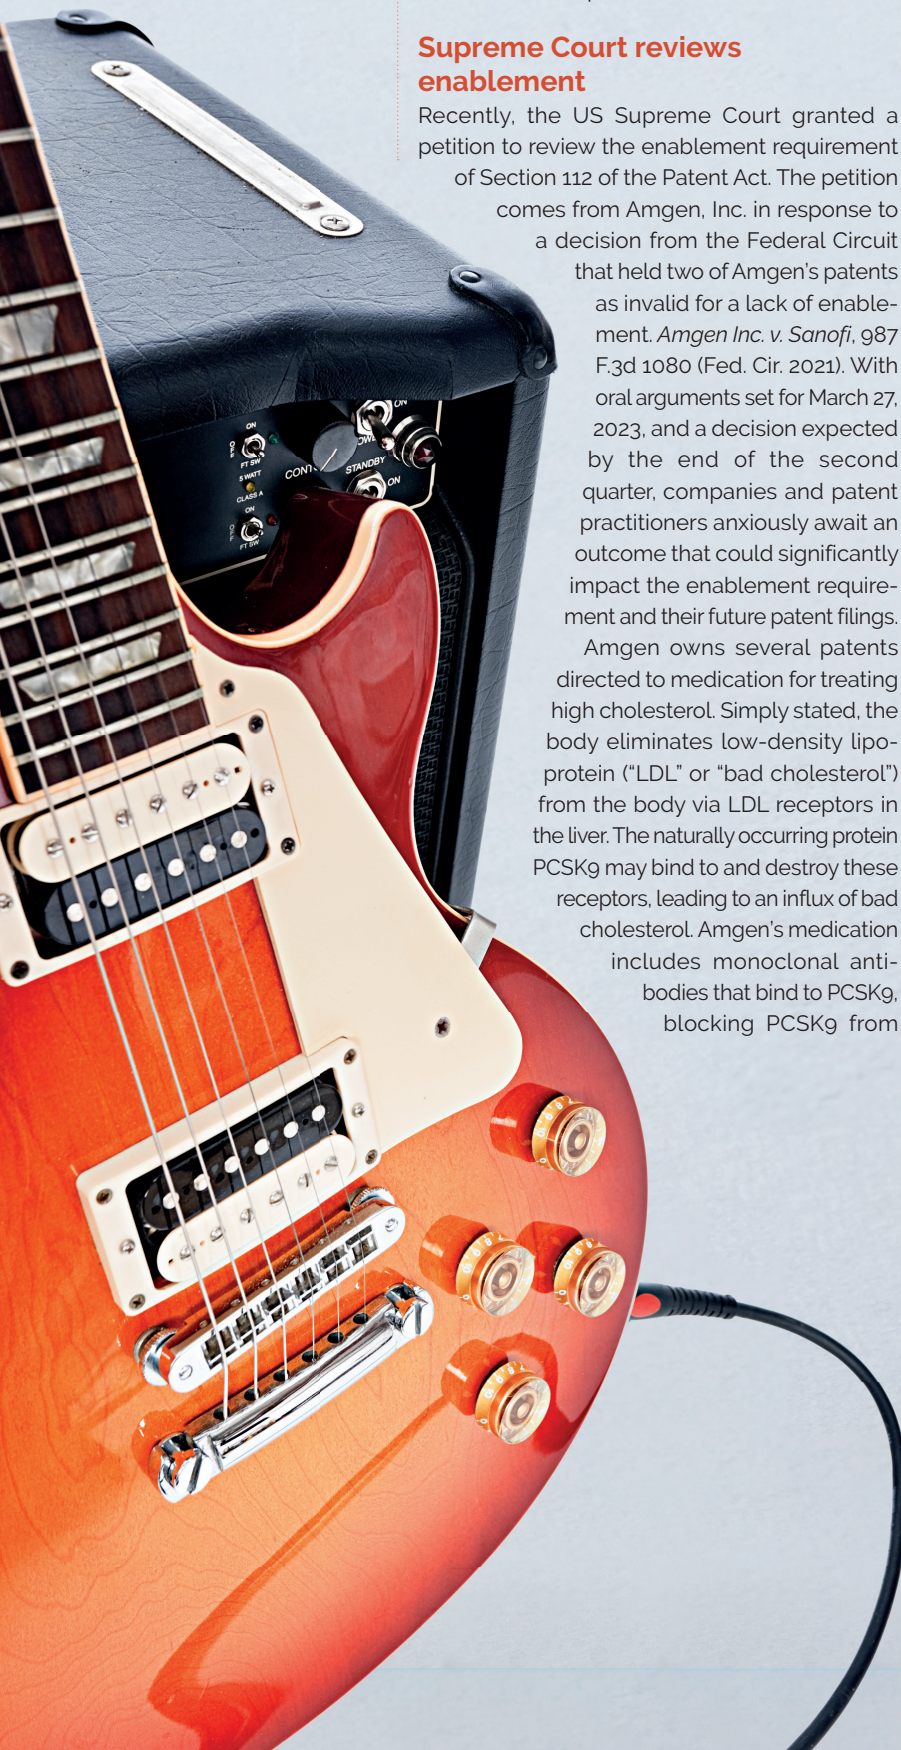 Supreme Court reviews
enablement
Recently, the US Supreme Court granted a
petition to review the enablement requirement
of Section 112 of the Patent Act. The petition
comes from Amgen, Inc. in response to
a decision from the Federal Circuit
that held two of Amgen's patents
as invalid for a lack of enable-
ment. Amgen Inc. v. Sanofi, 987
F.3d 1080 (Fed. Cir. 2021). With
oral arguments set for March 27,
2023, and a decision expected
by the end of the second
quarter, companies and patent
practitioners anxiously await an
outcome that could significantly
impact the enablement require-
ment and their future patent filings.
Amgen owns several patents
directed to medication for treating
high cholesterol. Simply stated, the
body eliminates low-density lipo-
protein (“LDL” or “bad cholesterol”)
from the body via LDL receptors in
the liver. The naturally occurring protein
PCSK9 may bind to and destroy these
receptors, leading to an influx of bad
cholesterol. Amgen's medication
includes monoclonal anti-
bodies that bind to PCSK9,
blocking PCSK9 from
ON
OFF
FT SW
5 WATT
CLASS A
ON
OFF
FT SW
STANDBY
ON
ON